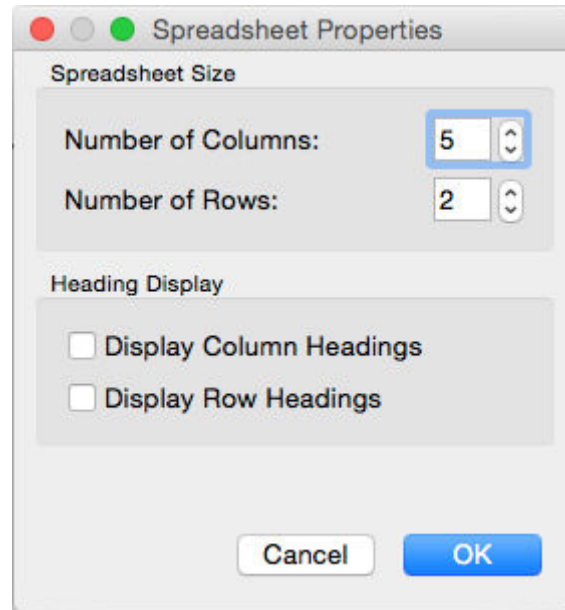 Spreadsheet Properties
Spreadsheet Size
Number of Columns: 5
Number of Rows: 2
Heading Display
Display Column Headings
Display Row Headings
Cancel OK